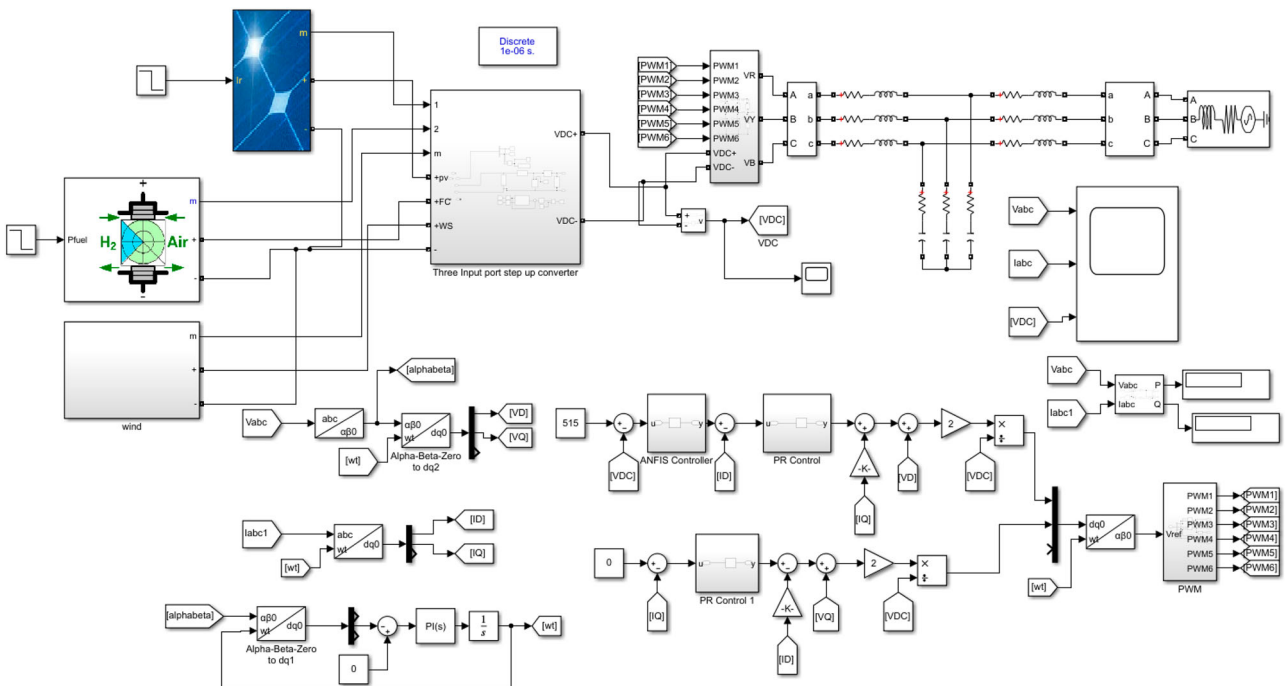 Discrete
1e-06 s.
Ir
m
+
-
Pfuel
H2
Air
+
-
m
+
-
m
+
-
wind
1
2
m
+pv
+FC
+WS
-
VDC+
VDC-
Three Input port step up converter
[PWM1]
[PWM2]
[PWM3]
[PWM4]
[PWM5]
[PWM6]
PWM1
PWM2
PWM3
PWM4
PWM5
PWM6
VDC+
VDC-
VR
VY
VB
A
B
C
a
b
c
a
b
c
A
B
C
A
B
C
+
-
v
[VDC]
VDC
Vabc
Iabc
[VDC]
Vabc
Iabc1
Vabc
Iabc
P
Q
[alphabeta]
Vabc
abc
αβ0
[wt]
αβ0
wt
dq0
Alpha-Beta-Zero
to dq2
[VD]
[VQ]
Iabc1
[wt]
abc
wt
dq0
[ID]
[IQ]
[alphabeta]
αβ0
wt
dq0
Alpha-Beta-Zero
to dq1
0
PI(s)
1
s
[wt]
515
[VDC]
u
y
ANFIS Controller
[ID]
u
y
PR Control
-K-
[IQ]
[VD]
2
[VDC]
×
÷
0
[IQ]
u
y
PR Control 1
-K-
[ID]
[VQ]
2
[VDC]
×
÷
[wt]
dq0
wt
αβ0
Vref
PWM1
PWM2
PWM3
PWM4
PWM5
PWM6
PWM
[PWM1]
[PWM2]
[PWM3]
[PWM4]
[PWM5]
[PWM6]